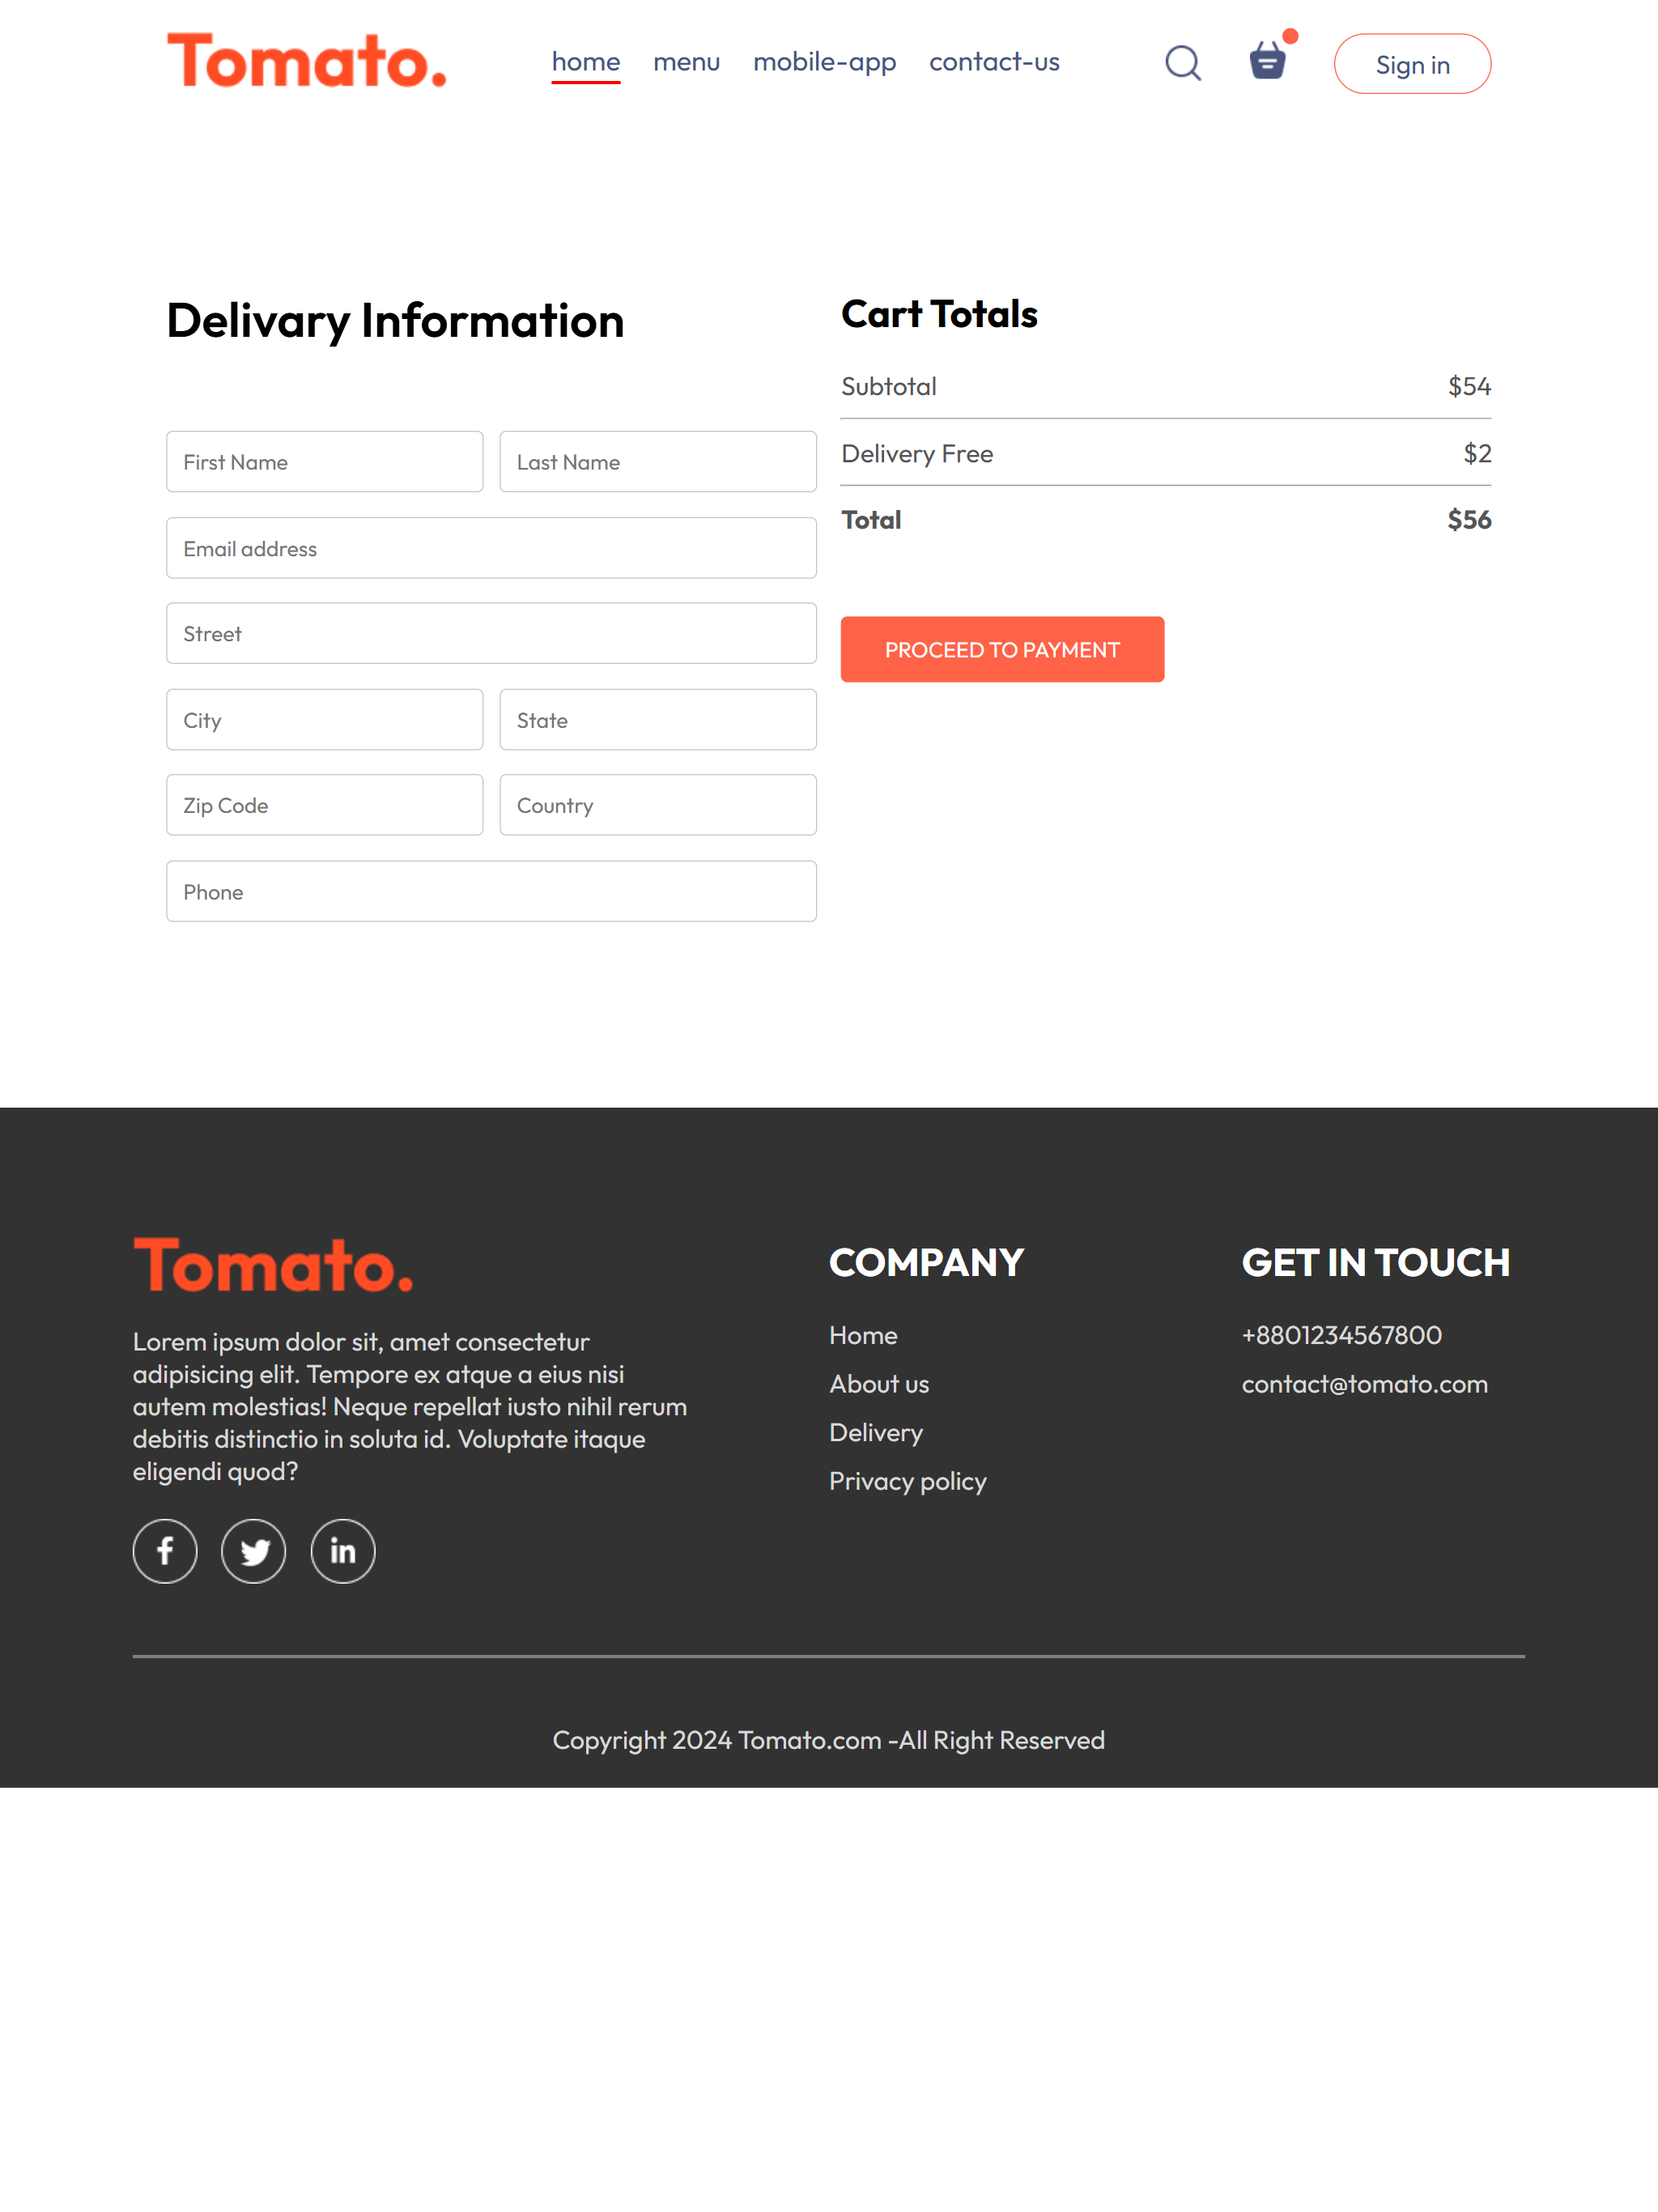 Tomato.
home menu mobile-app contact-us
Sign in
Delivary Information
First Name
Last Name
Email address
Street
City
State
Zip Code
Country
Phone
Cart Totals
Subtotal $54
Delivery Free $2
Total $56
PROCEED TO PAYMENT
Tomato.
Lorem ipsum dolor sit, amet consectetur
adipisicing elit. Tempore ex atque a eius nisi
autem molestias! Neque repellat iusto nihil rerum
debitis distinctio in soluta id. Voluptate itaque
eligendi quod?
f
in
COMPANY
Home
About us
Delivery
Privacy policy
GET IN TOUCH
+8801234567800
contact@tomato.com
Copyright 2024 Tomato.com -All Right Reserved